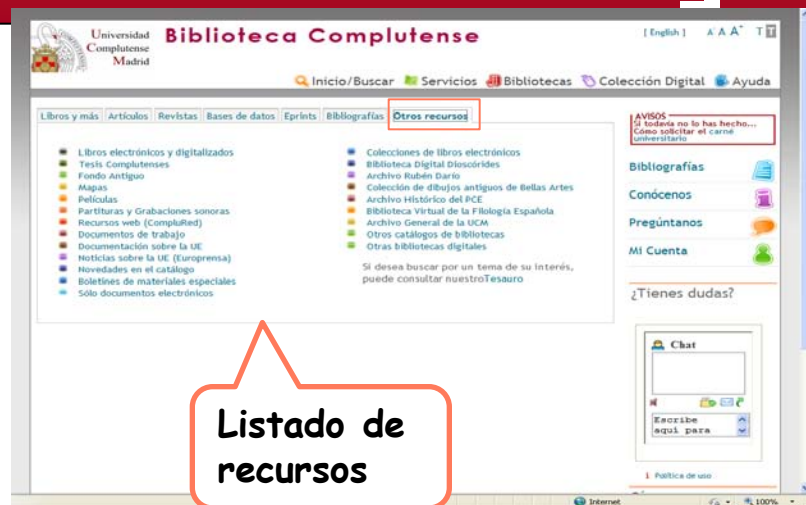 Universidad
Complutense
Madrid
Biblioteca Complutense
[ English ] A- A A+ T T
Inicio/Buscar Servicios Bibliotecas Colección Digital Ayuda
Libros y más Artículos Revistas Bases de datos Eprints Bibliografías Otros recursos
Libros electrónicos y digitalizados
Tesis Complutenses
Fondo Antiguo
Mapas
Películas
Partituras y Grabaciones sonoras
Recursos web (CompluRed)
Documentos de trabajo
Documentación sobre la UE
Noticias sobre la UE (Europrensa)
Novedades en el catálogo
Boletines de materiales especiales
Sólo documentos electrónicos
Colecciones de libros electrónicos
Biblioteca Digital Dioscórides
Archivo Rubén Darío
Colección de dibujos antiguos de Bellas Artes
Archivo Histórico del PCE
Biblioteca Virtual de la Filología Española
Archivo General de la UCM
Otros catálogos de bibliotecas
Otras bibliotecas digitales
Si desea buscar por un tema de su interés,
puede consultar nuestroTesauro
AVISOS
Si todavía no lo has hecho...
Cómo solicitar el carné
universitario
Bibliografías
Conócenos
Pregúntanos
Mi Cuenta
¿Tienes dudas?
Chat
Escribe
aquí para
Política de uso
Listado de
recursos
Internet
100%